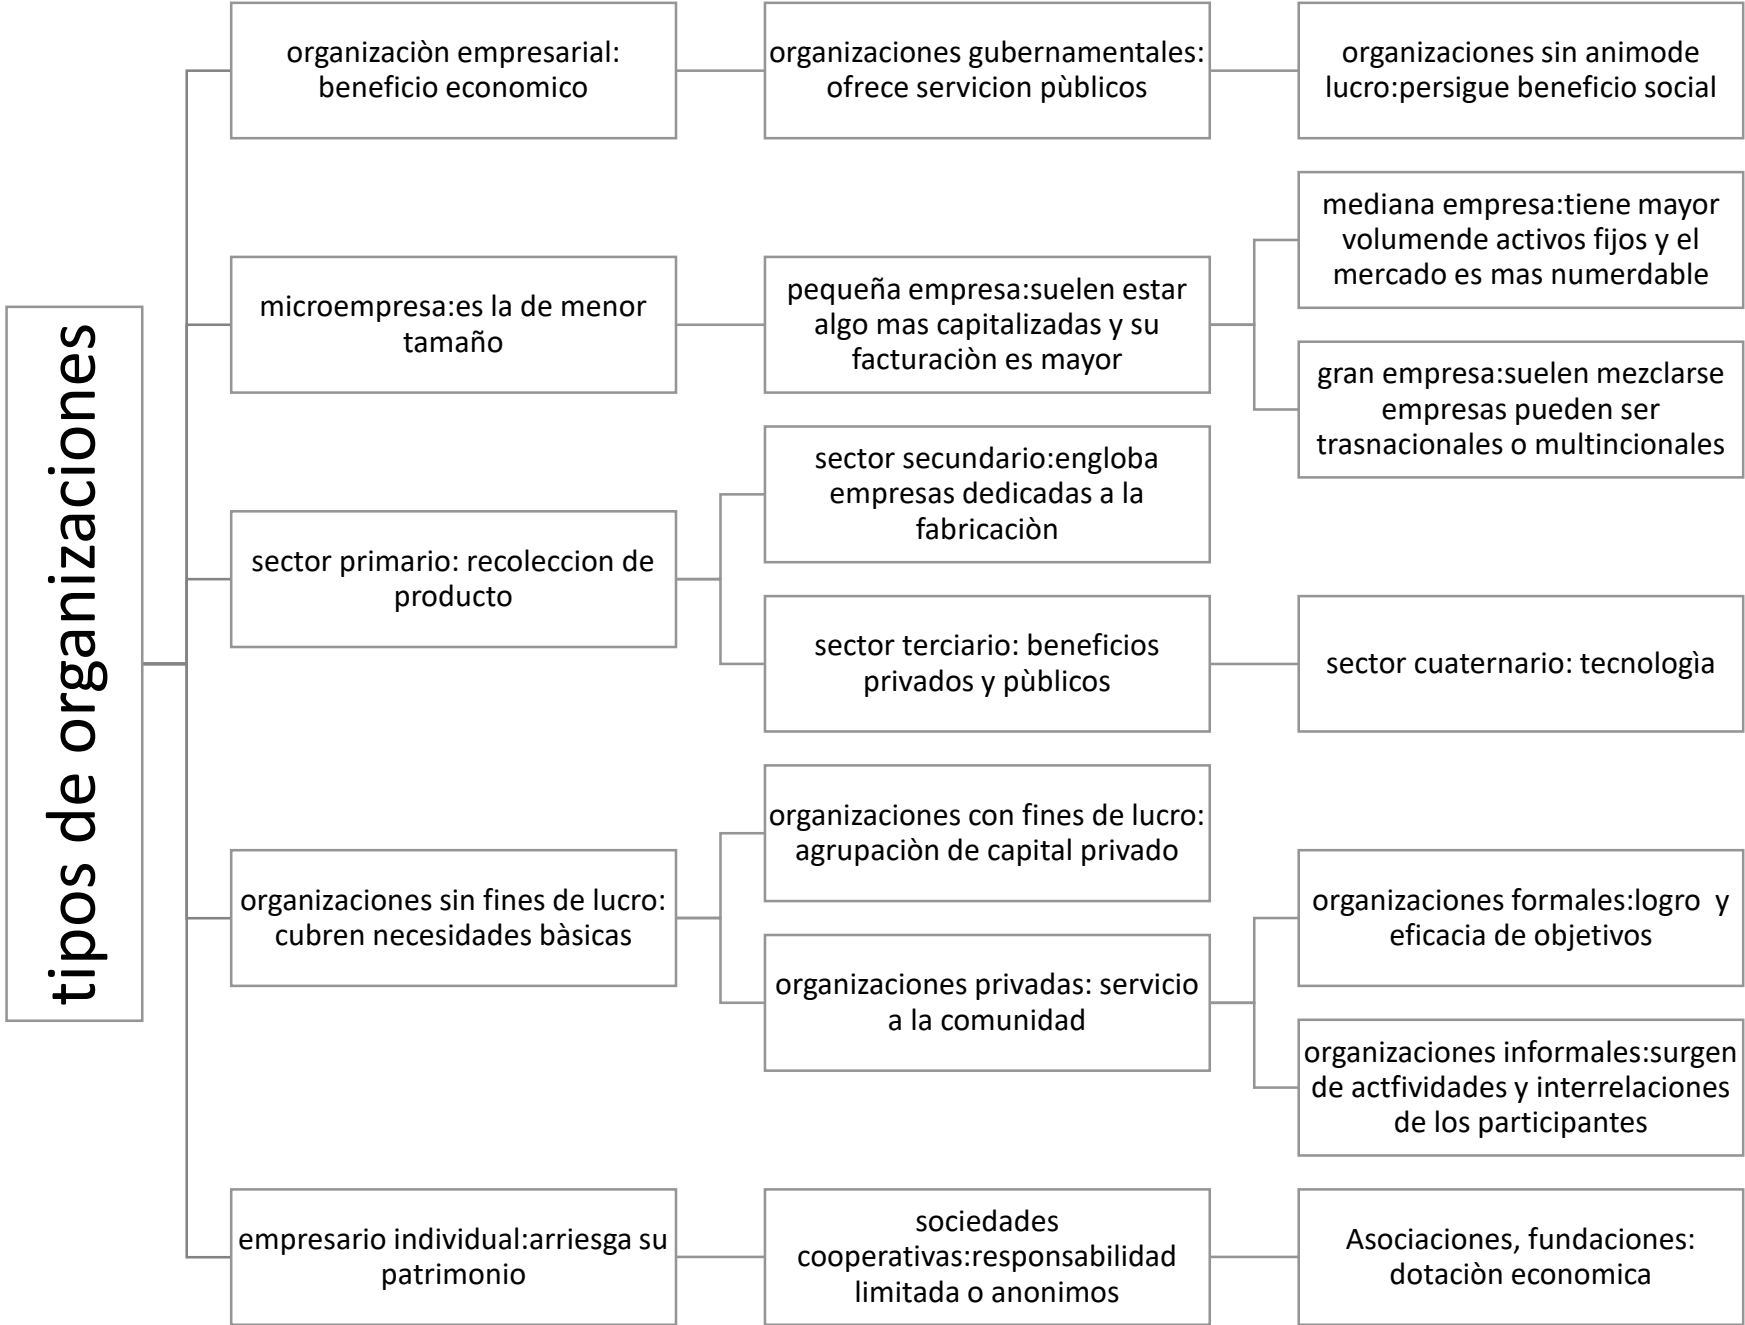 tipos de organizaciones
organizaciòn empresarial:
beneficio economico
organizaciones gubernamentales:
ofrece servicion pùblicos
organizaciones sin animode
lucro:persigue beneficio social
microempresa:es la de menor
tamaño
pequeña empresa:suelen estar
algo mas capitalizadas y su
facturaciòn es mayor
mediana empresa:tiene mayor
volumende activos fijos y el
mercado es mas numerdable
gran empresa:suelen mezclarse
empresas pueden ser
trasnacionales o multincionales
sector primario: recoleccion de
producto
sector secundario:engloba
empresas dedicadas a la
fabricaciòn
sector terciario: beneficios
privados y pùblicos
sector cuaternario: tecnologìa
organizaciones sin fines de lucro:
cubren necesidades bàsicas
organizaciones con fines de lucro:
agrupaciòn de capital privado
organizaciones privadas: servicio
a la comunidad
organizaciones formales:logro  y
eficacia de objetivos
organizaciones informales:surgen
de actfividades y interrelaciones
de los participantes
empresario individual:arriesga su
patrimonio
sociedades
cooperativas:responsabilidad
limitada o anonimos
Asociaciones, fundaciones:
dotaciòn economica